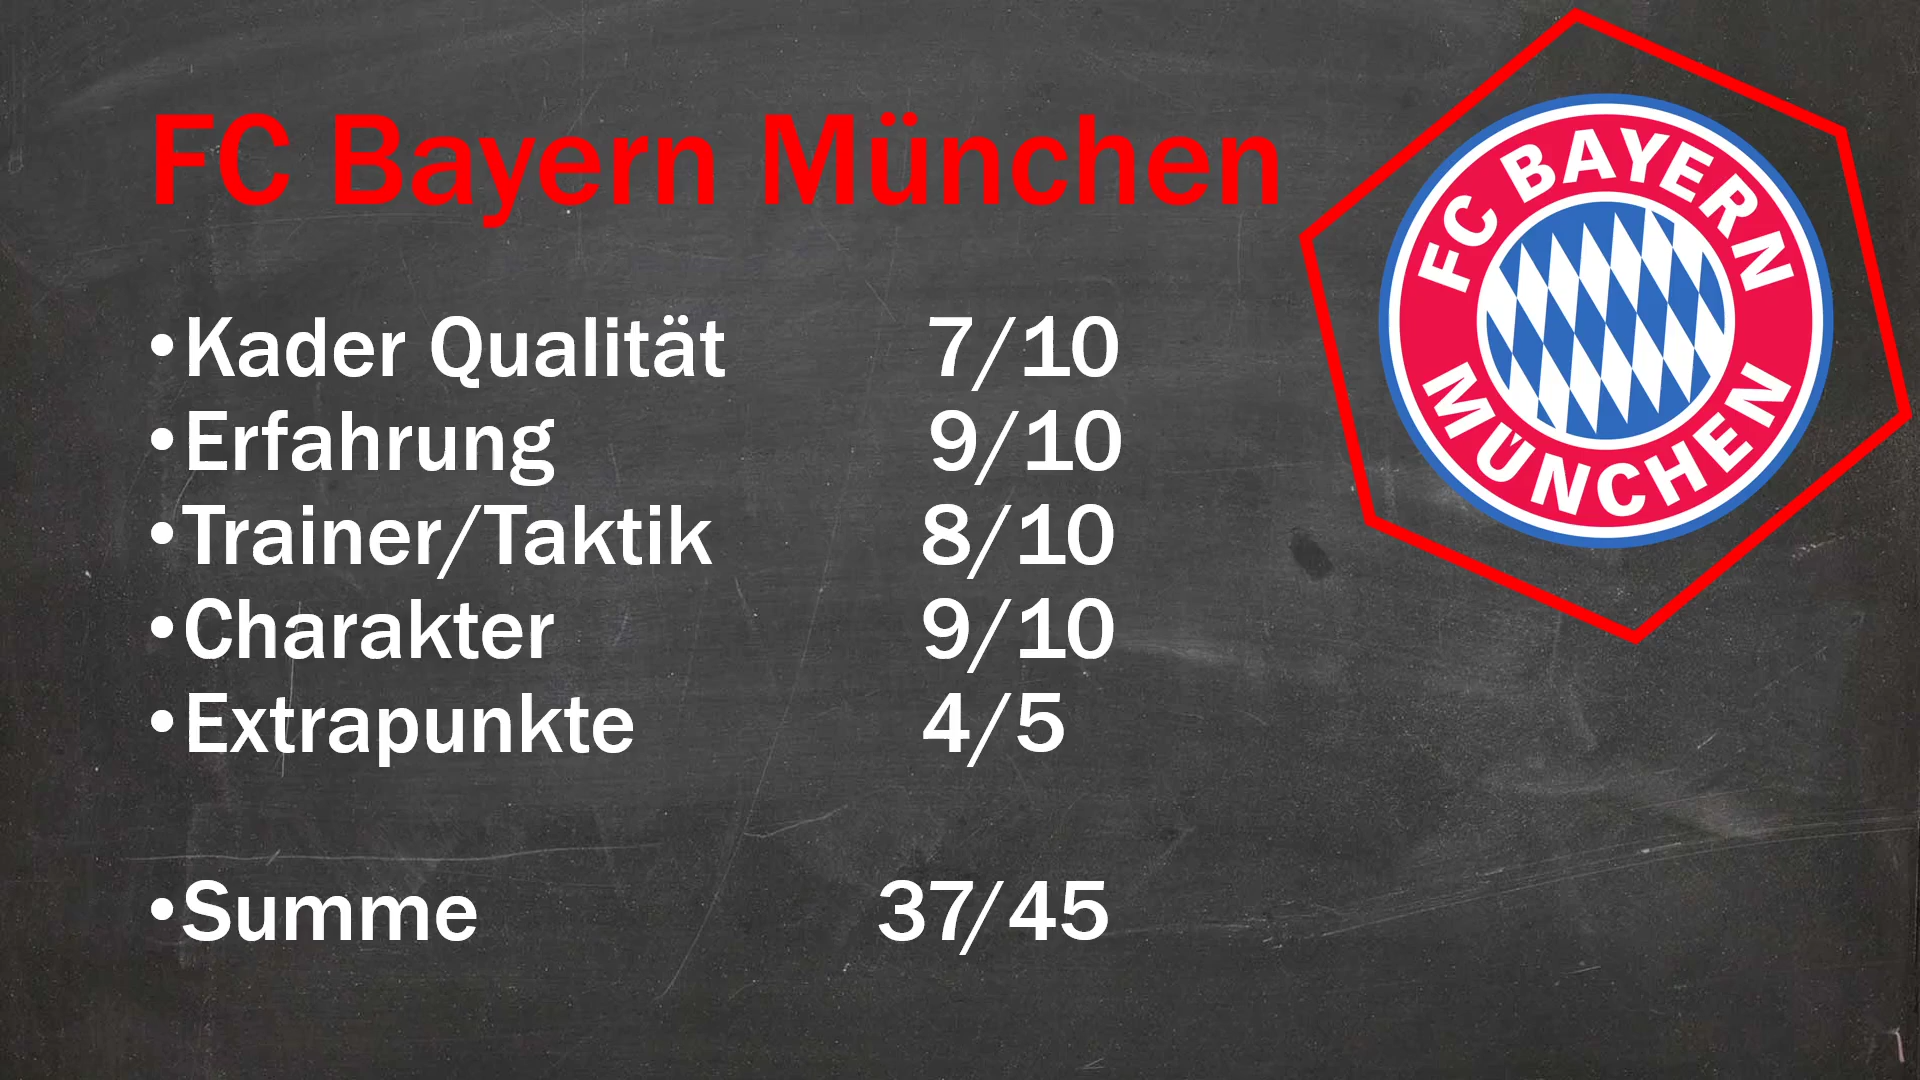 FC Bayern München
FC BAYERN
MÜNCHEN
•Kader Qualität 7/10
•Erfahrung 9/10
•Trainer/Taktik 8/10
•Charakter 9/10
•Extrapunkte 4/5
•Summe 37/45